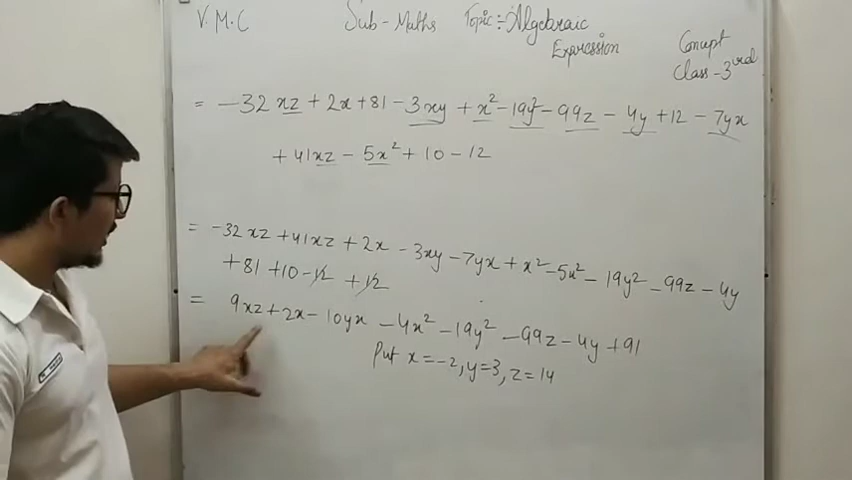 V.M.C Sub-Maths Topic:-Algebraic Expression Concept Class-3rd
= -32 xz + 2x + 81 - 3xy + x² - 19y² - 99z - 4y + 12 - 7yx
+ 41xz - 5x² + 10 - 12
= -32 xz + 41xz + 2x - 3xy - 7yx + x² - 5x² - 19y² - 99z - 4y
+ 81 + 10 - 12 + 12
= 9xz + 2x - 10yx - 4x² - 19y² - 99z - 4y + 91
Put x = -2, y = 3, z = 14